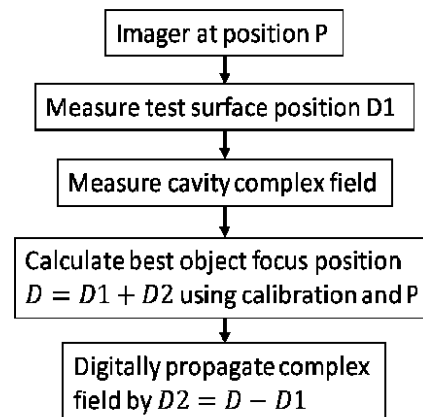 Imager at position P
Measure test surface position D1
Measure cavity complex field
Calculate best object focus position
D = D1 + D2 using calibration and P
Digitally propagate complex
field by D2 = D − D1